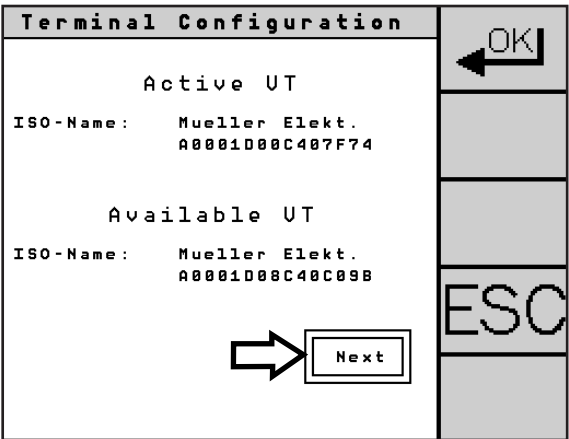 Terminal Configuration
OK
Active VT
ISO-Name: Mueller Elekt.
A0001D00C407F74
Available VT
ISO-Name: Mueller Elekt.
A0001D08C40C09B
ESC
Next